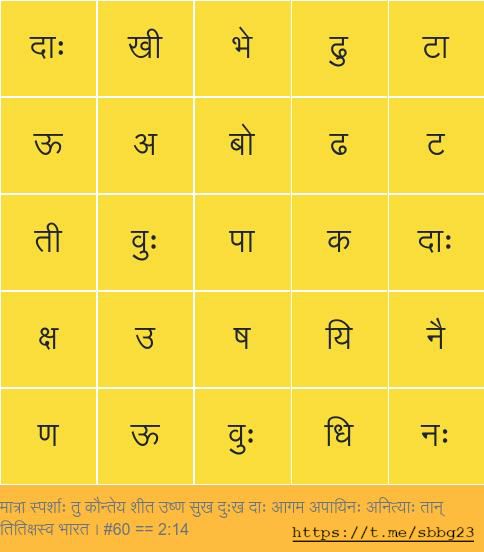 दाः खी भे ढु टा
ऊ अ बो ढ ट
ती वुः पा क दाः
क्ष उ ष यि नै
ण ऊ वुः धि नः
मात्रा स्पर्शाः तु कौन्तेय शीत उष्ण सुख दुःख दाः आगम अपायिनः अनित्याः तान्
तितिक्षस्व भारत । #60 == 2:14
https://t.me/sbbg23